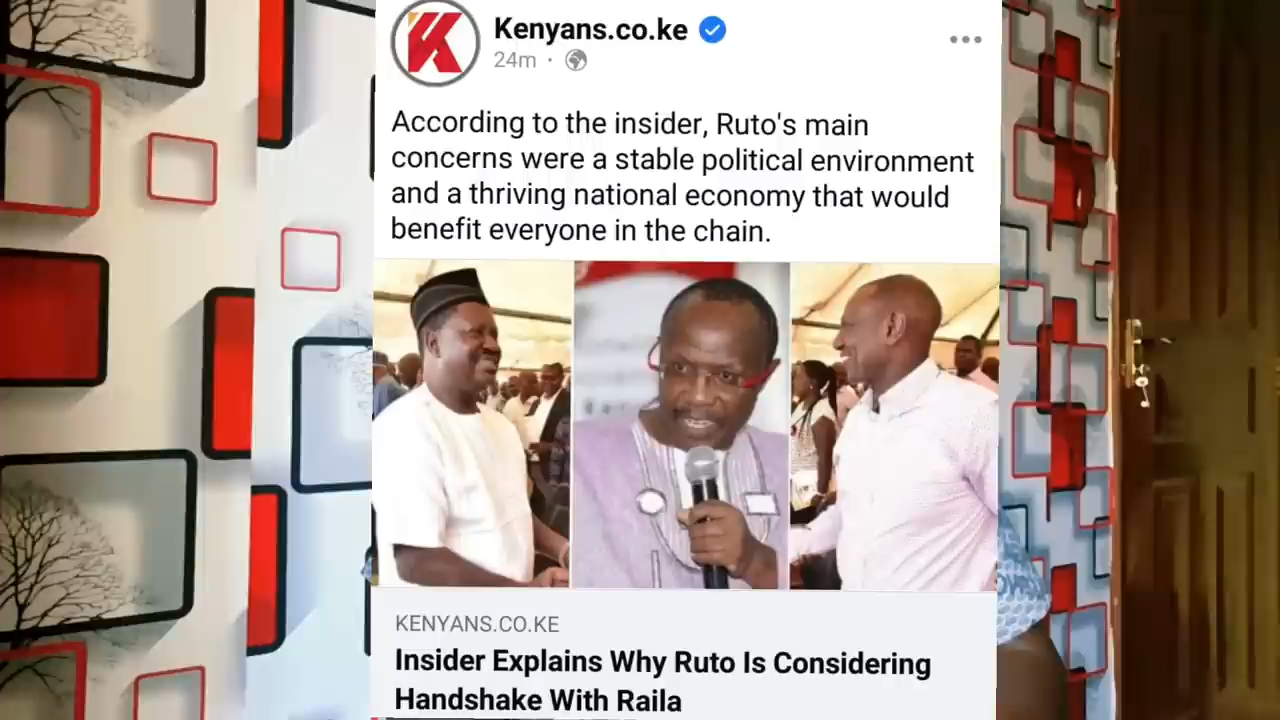 Kenyans.co.ke
24m ·
According to the insider, Ruto's main
concerns were a stable political environment
and a thriving national economy that would
benefit everyone in the chain.
KENYANS.CO.KE
Insider Explains Why Ruto Is Considering
Handshake With Raila